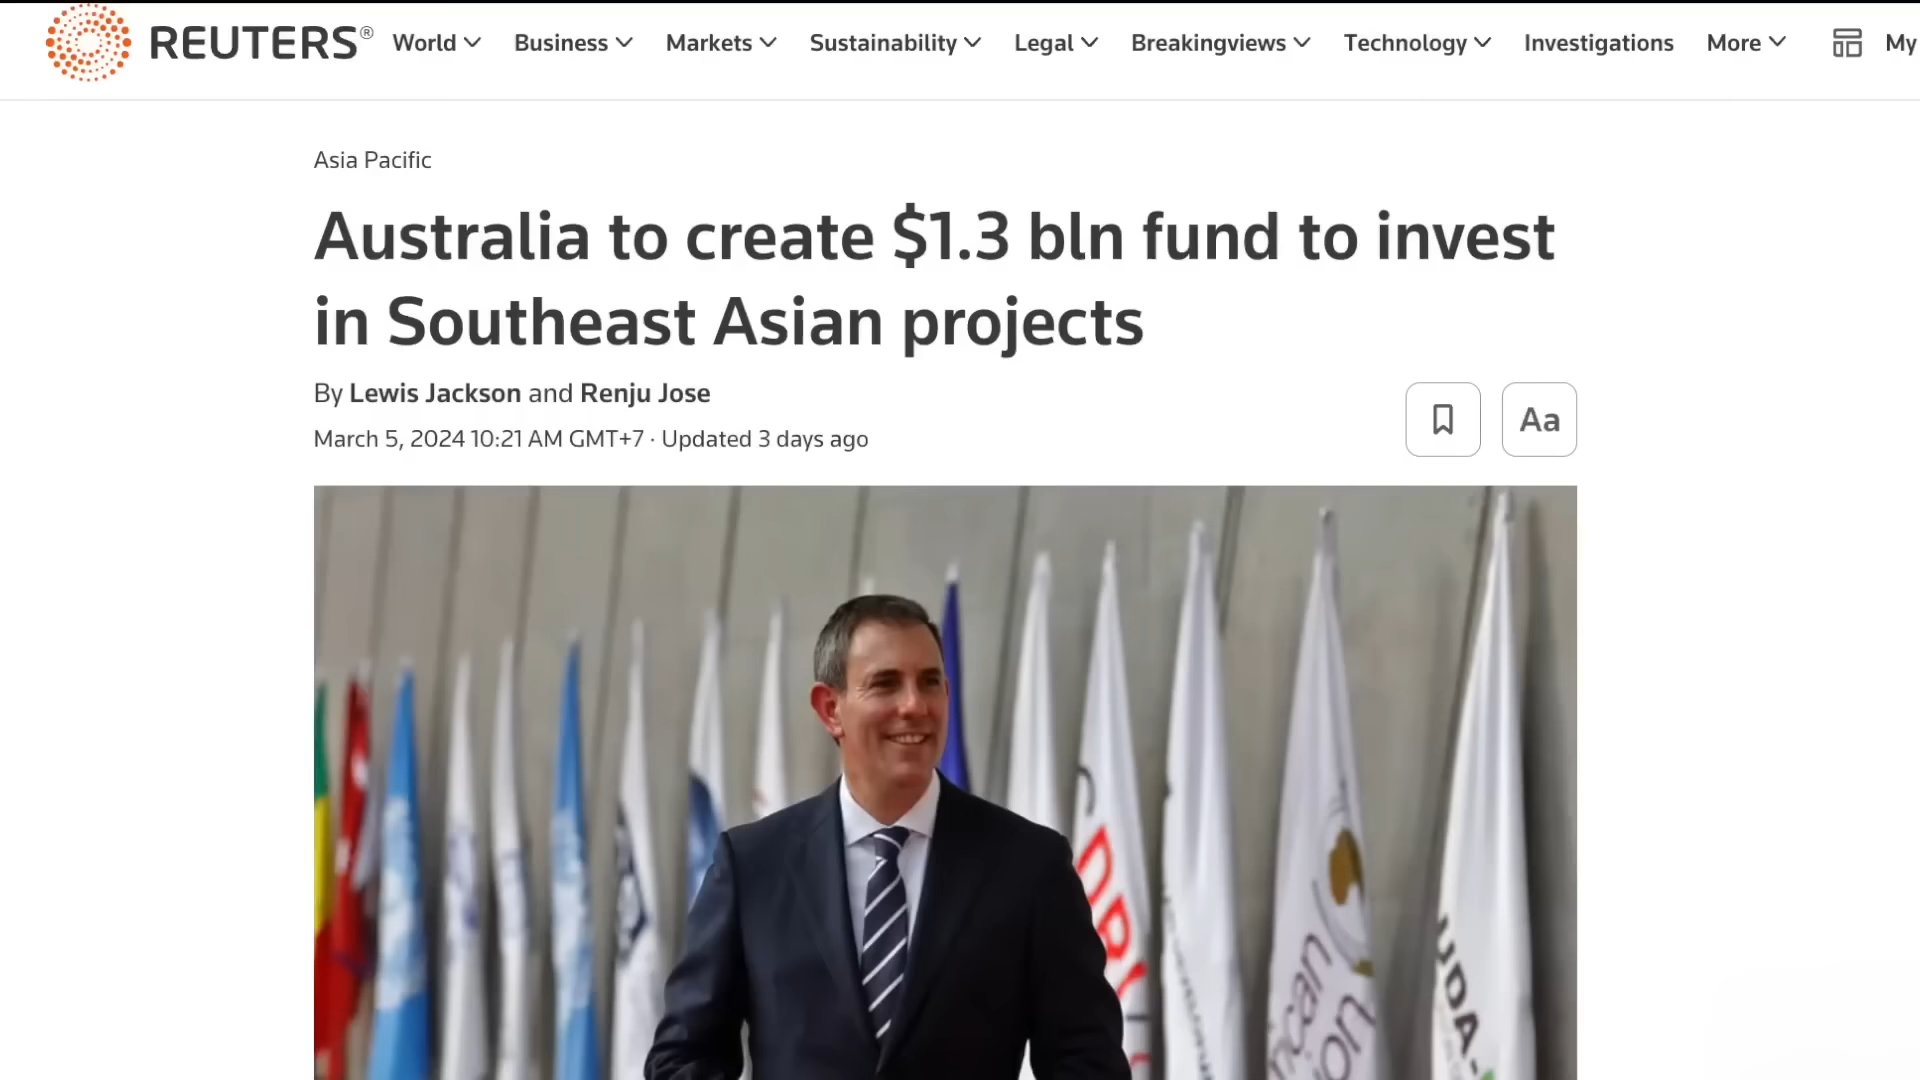 REUTERS®
World
Business
Markets
Sustainability
Legal
Breakingviews
Technology
Investigations
More
My
Asia Pacific
Australia to create $1.3 bln fund to invest
in Southeast Asian projects
By Lewis Jackson and Renju Jose
March 5, 2024 10:21 AM GMT+7 · Updated 3 days ago
Aa